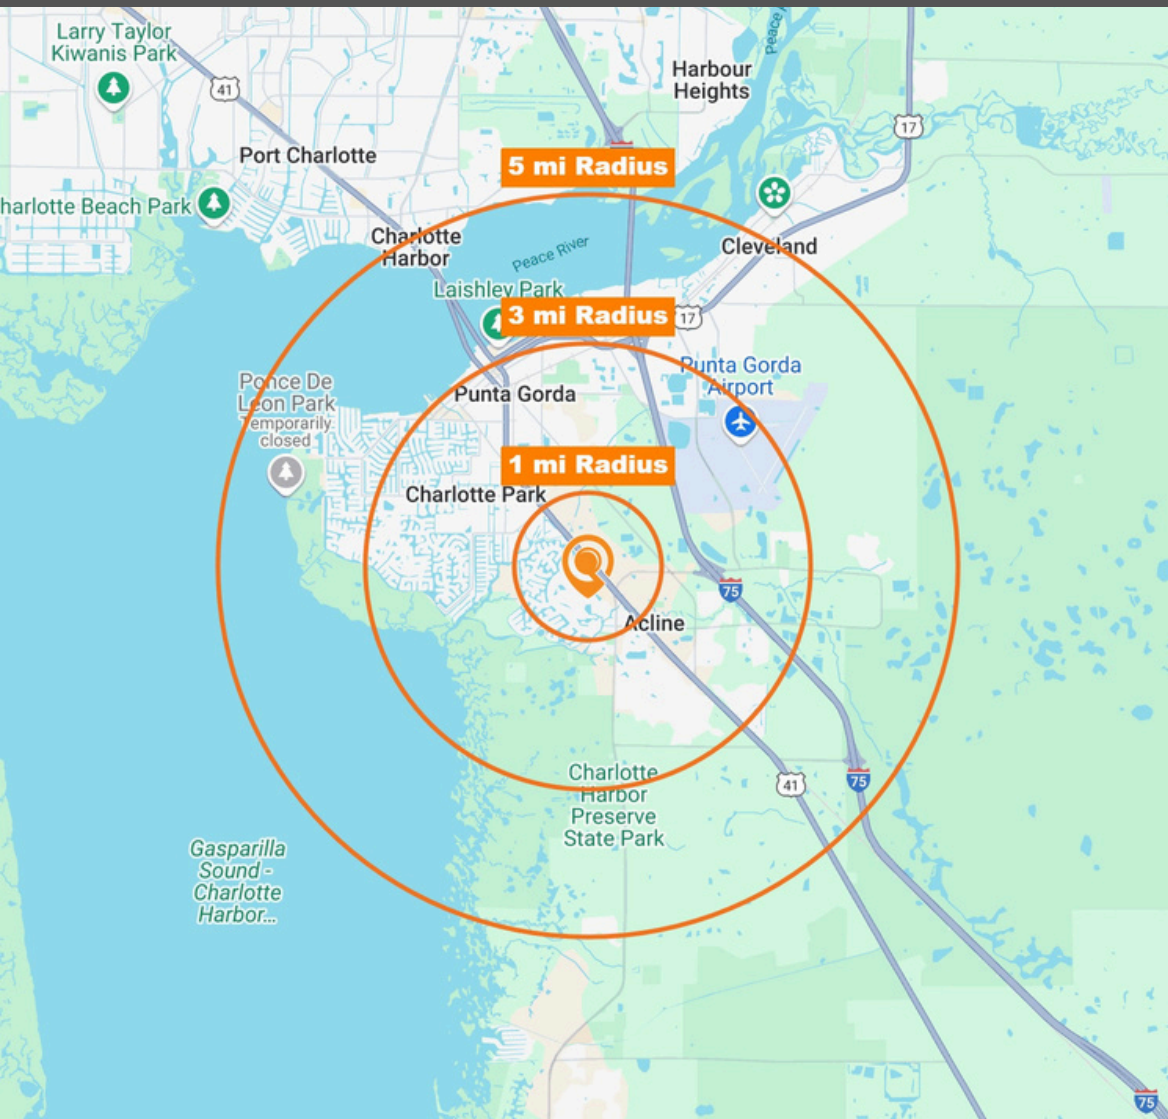 Larry Taylor
Kiwanis Park
41
Harbour
Heights
Peace
17
Port Charlotte
5 mi Radius
harlotte Beach Park
Charlotte
Harbor
Peace River
Cleveland
Laishley Park
3 mi Radius
17
Punta Gorda
Airport
Ponce De
Leon Park
Temporarily
closed
Punta Gorda
1 mi Radius
Charlotte Park
75
Acline
Charlotte
Harbor
Preserve
State Park
41
75
Gasparilla
Sound -
Charlotte
Harbor...
75